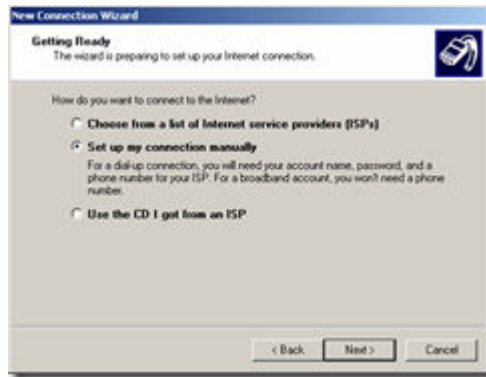 New Connection Wizard
Getting Ready
The wizard is preparing to set up your Internet connection.
How do you want to connect to the Internet?
Choose from a list of Internet service providers (ISPs)
Set up my connection manually
For a dial-up connection, you will need your account name, password, and a
phone number for your ISP. For a broadband account, you won't need a phone
number.
Use the CD I got from an ISP
< Back
Next >
Cancel